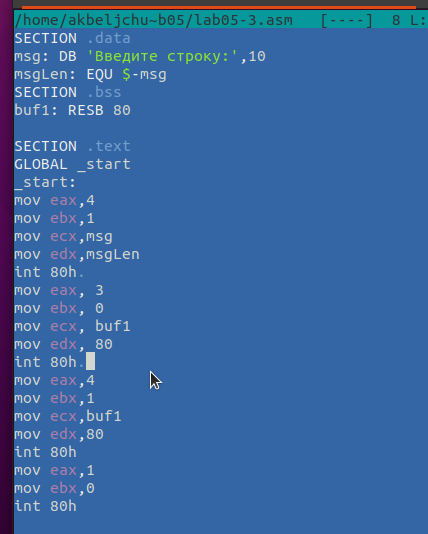 /home/akbeljchu~b05/lab05-3.asm   [----]  8 L:
SECTION .data
msg: DB 'Введите строку:',10
msgLen: EQU $-msg
SECTION .bss
buf1: RESB 80
SECTION .text
GLOBAL _start
_start:
mov eax,4
mov ebx,1
mov ecx,msg
mov edx,msgLen
int 80h.
mov eax, 3
mov ebx, 0
mov ecx, buf1
mov edx, 80
int 80h.
mov eax,4
mov ebx,1
mov ecx,buf1
mov edx,80
int 80h
mov eax,1
mov ebx,0
int 80h